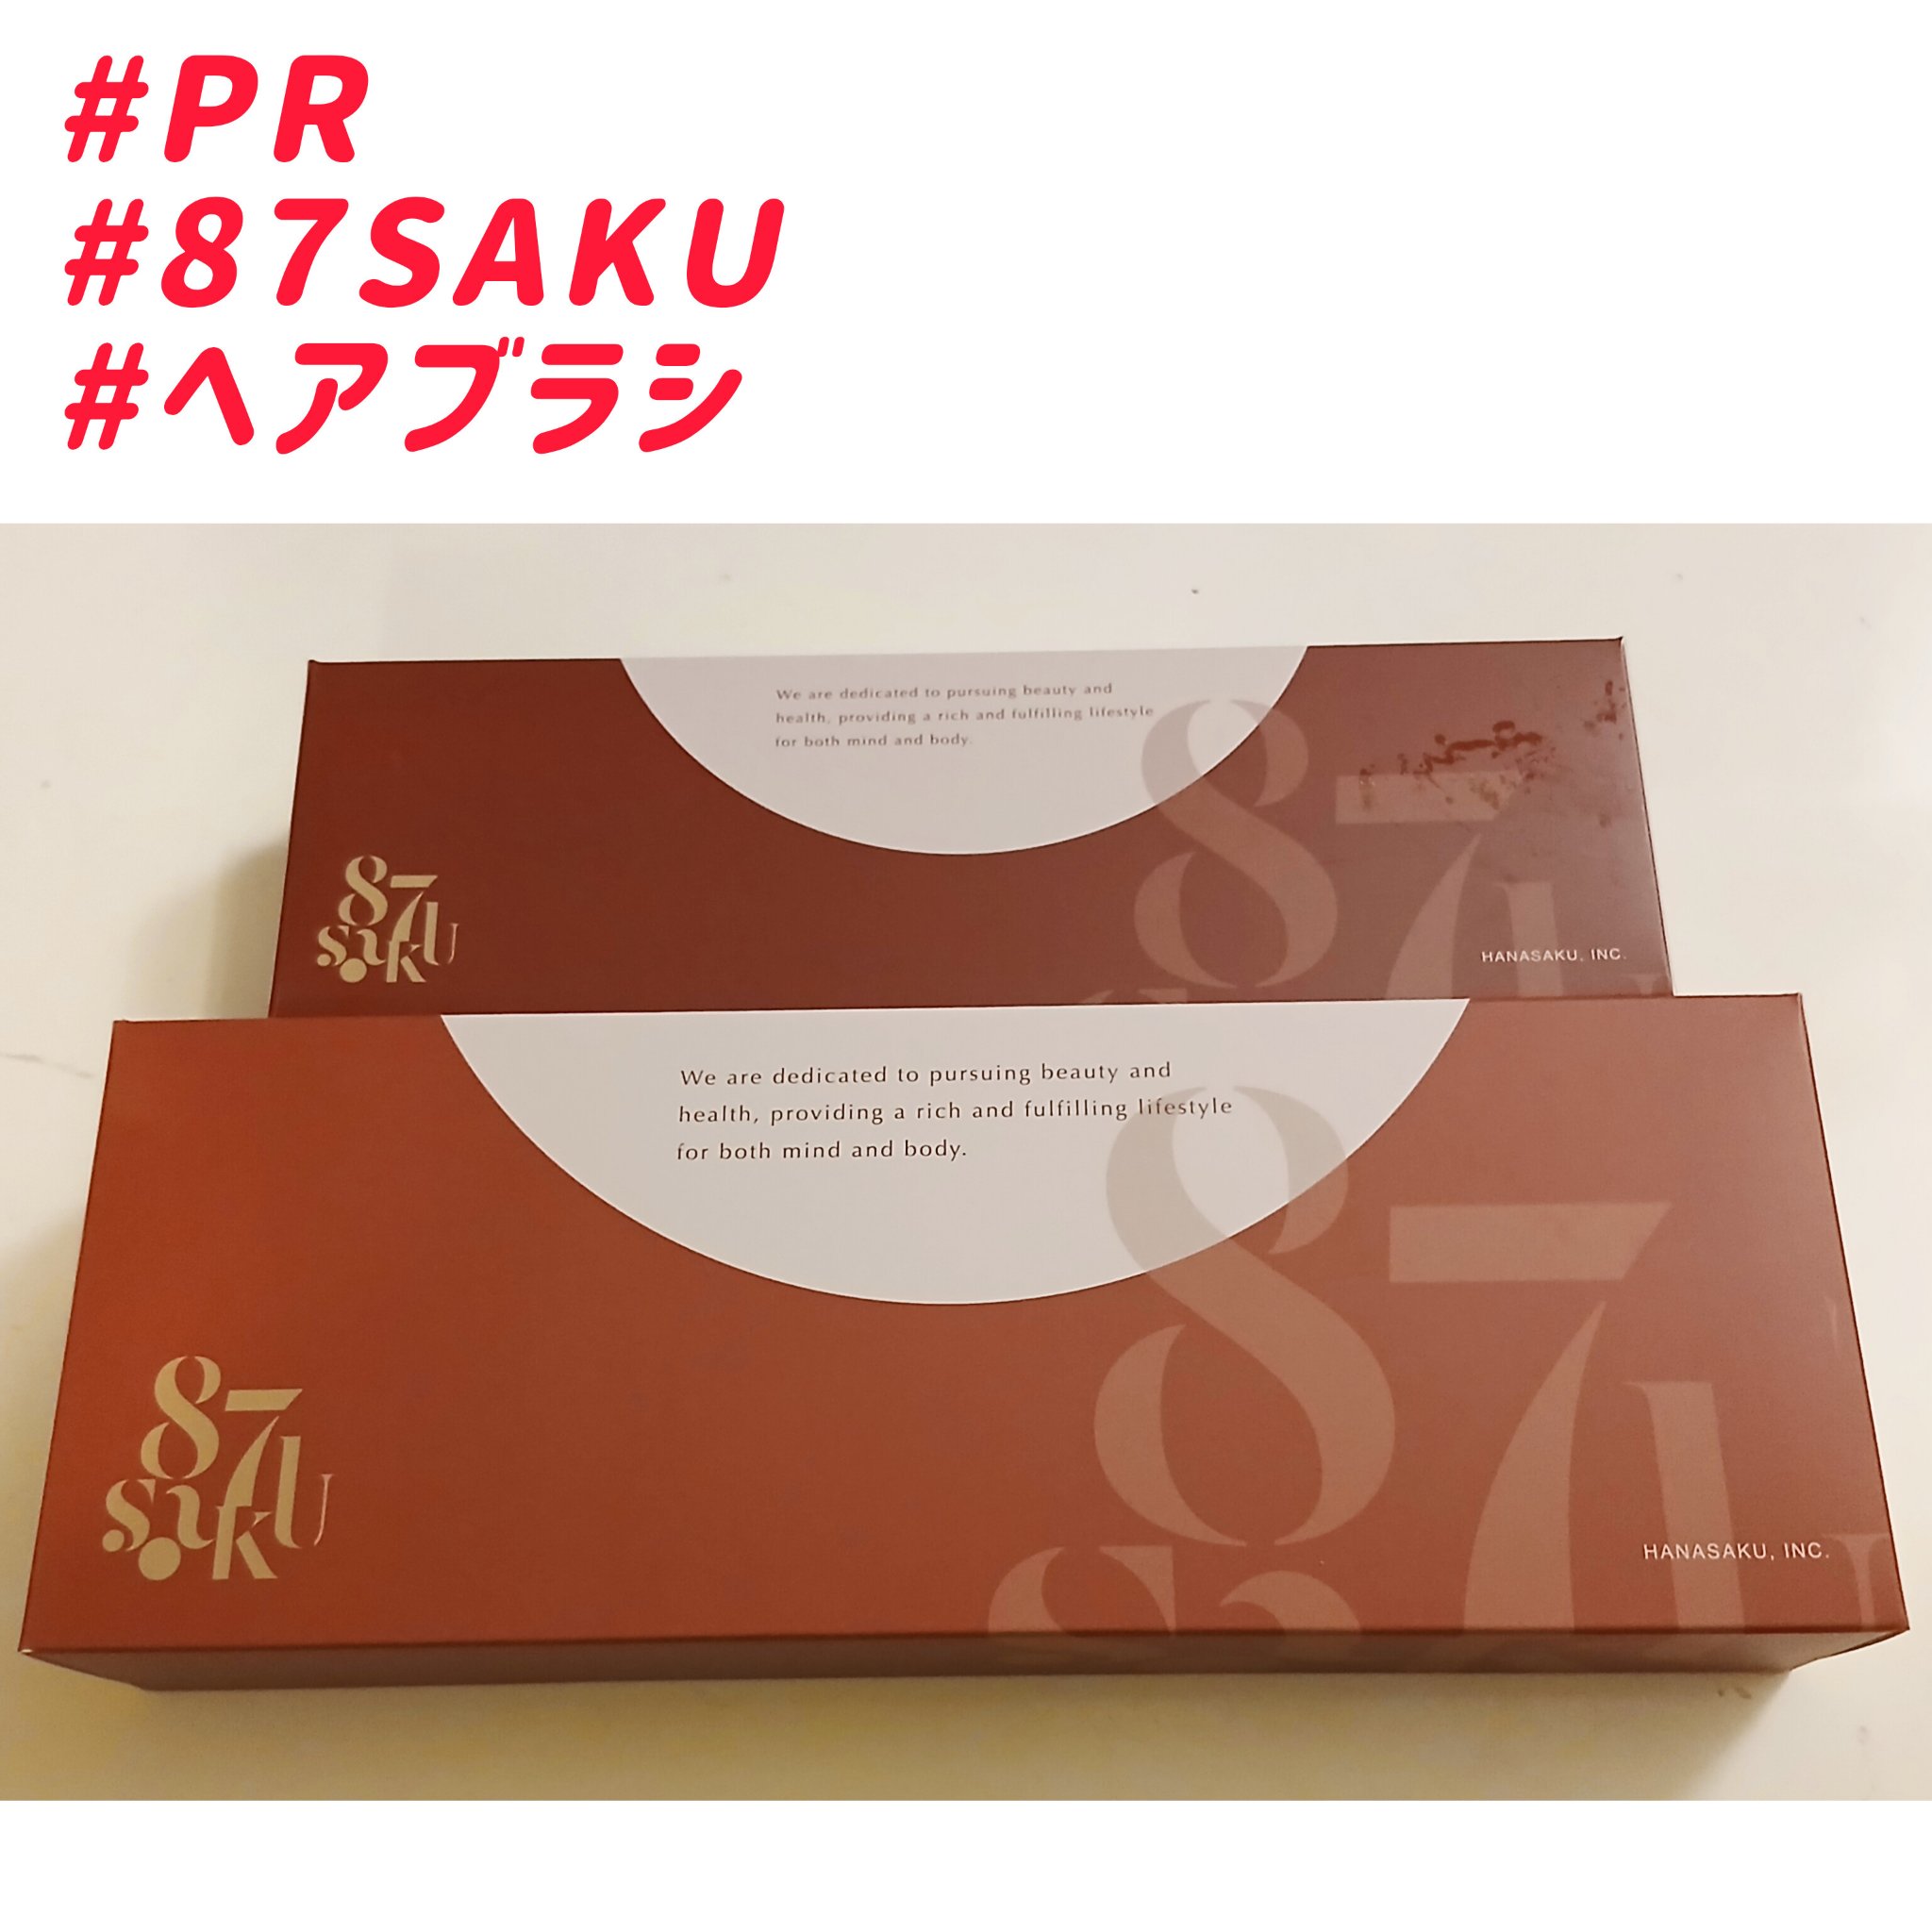 #PR
#87SAKU
#ヘアブラシ
We are dedicated to pursuing beauty and
health, providing a rich and fulfilling lifestyle
for both mind and body.
87
87
saku
HANASAKU, INC.
We are dedicated to pursuing beauty and
health, providing a rich and fulfilling lifestyle
for both mind and body.
87
87
saku
HANASAKU, INC.